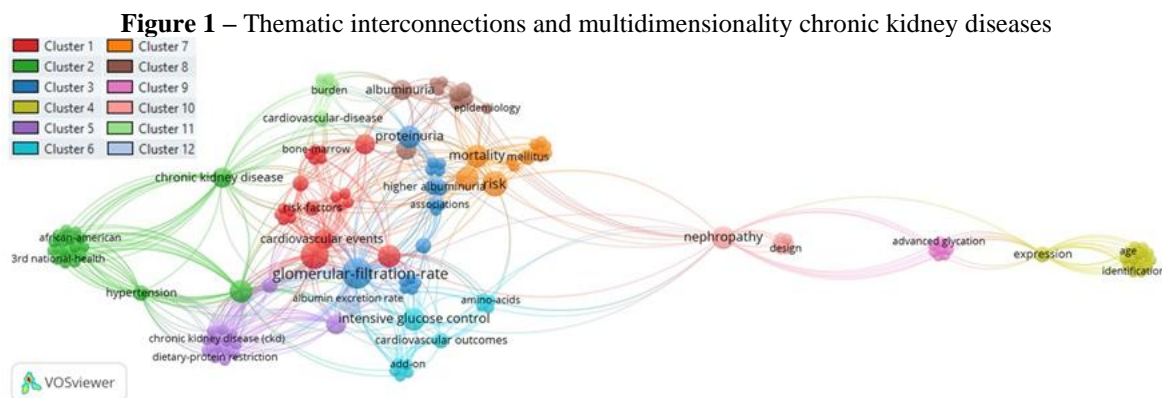 Figure 1 – Thematic interconnections and multidimensionality chronic kidney diseases
Cluster 1 Cluster 7
Cluster 2 Cluster 8
Cluster 3 Cluster 9
Cluster 4 Cluster 10
Cluster 5 Cluster 11
Cluster 6 Cluster 12
burden
albuminuria
epidemiology
cardiovascular-disease
proteinuria
bone-marrow
mortality mellitus
chronic kidney disease
higher albuminuria risk
risk-factors
associations
african-american
cardiovascular events
nephropathy
design
advanced glycation
3rd national-health
expression
age
identification
glomerular-filtration-rate
hypertension
albumin excretion rate
amino-acids
intensive glucose control
chronic kidney disease (ckd)
cardiovascular outcomes
dietary-protein restriction
add-on
VOSviewer